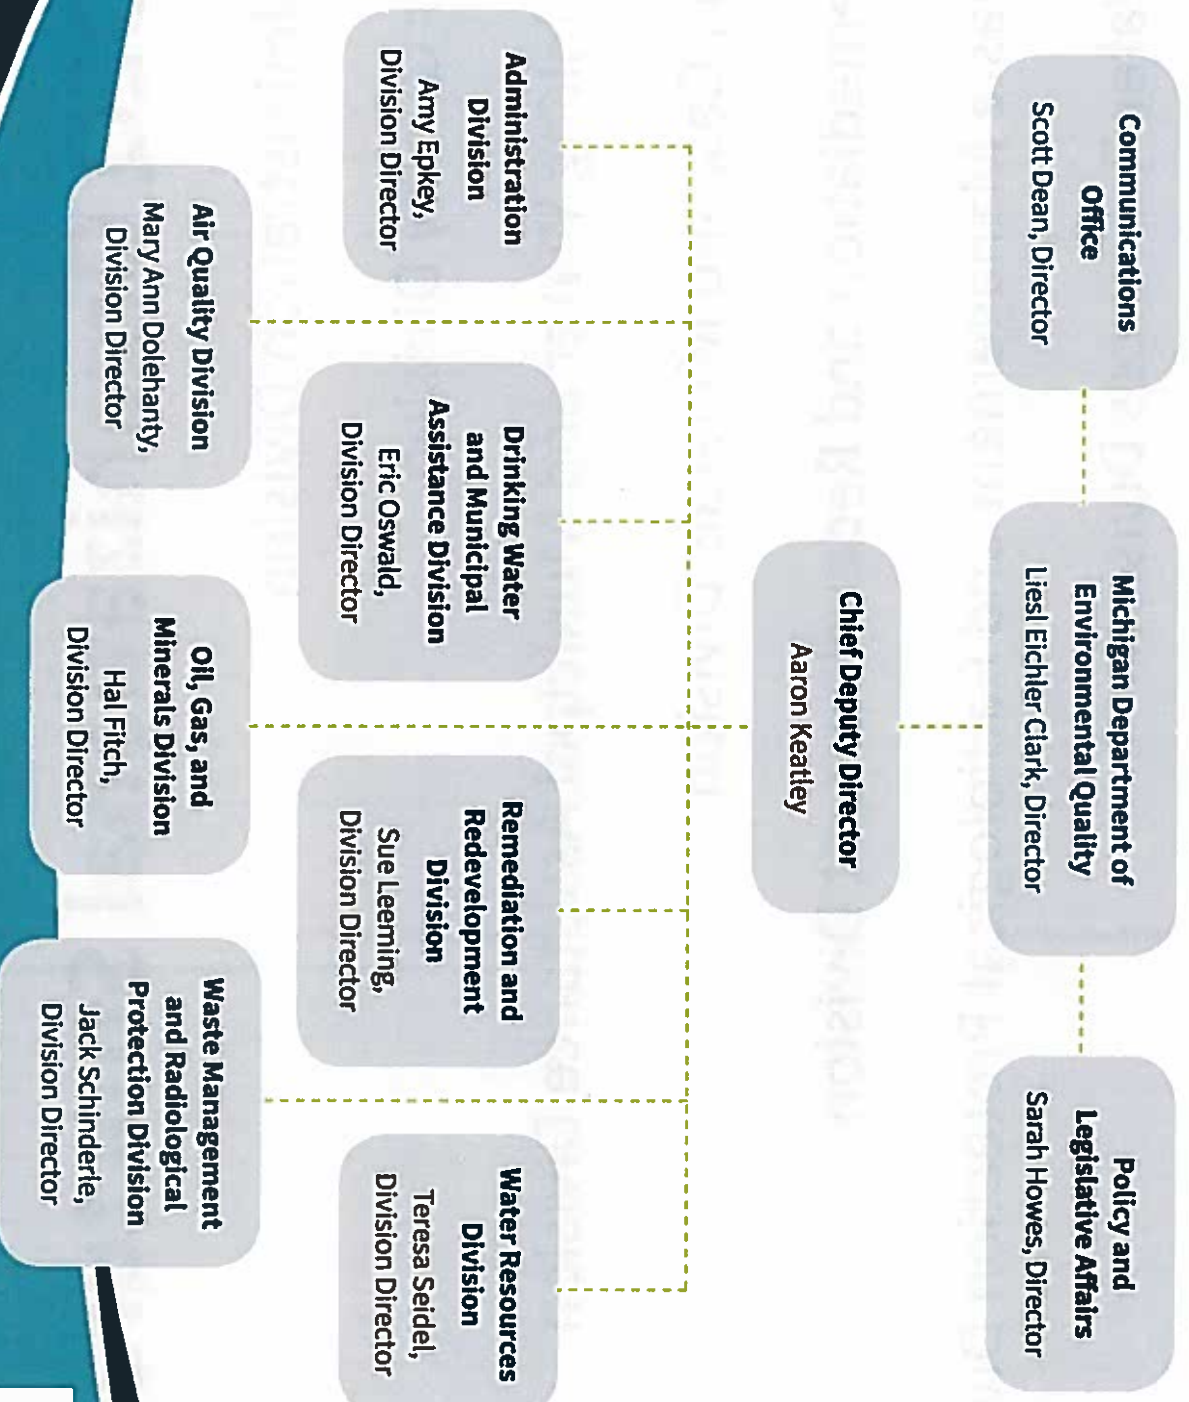 Communications
Office
Scott Dean, Director
Michigan Department of
Environmental Quality
Liesl Eichler Clark, Director
Policy and
Legislative Affairs
Sarah Howes, Director
Chief Deputy Director
Aaron Keatley
Administration
Division
Amy Epkey,
Division Director
Drinking Water
and Municipal
Assistance Division
Eric Oswald,
Division Director
Remediation and
Redevelopment
Division
Sue Leeming,
Division Director
Water Resources
Division
Teresa Seidel,
Division Director
Air Quality Division
Mary Ann Dolehanty,
Division Director
Oil, Gas, and
Minerals Division
Hal Fitch,
Division Director
Waste Management
and Radiological
Protection Division
Jack Schinderle,
Division Director